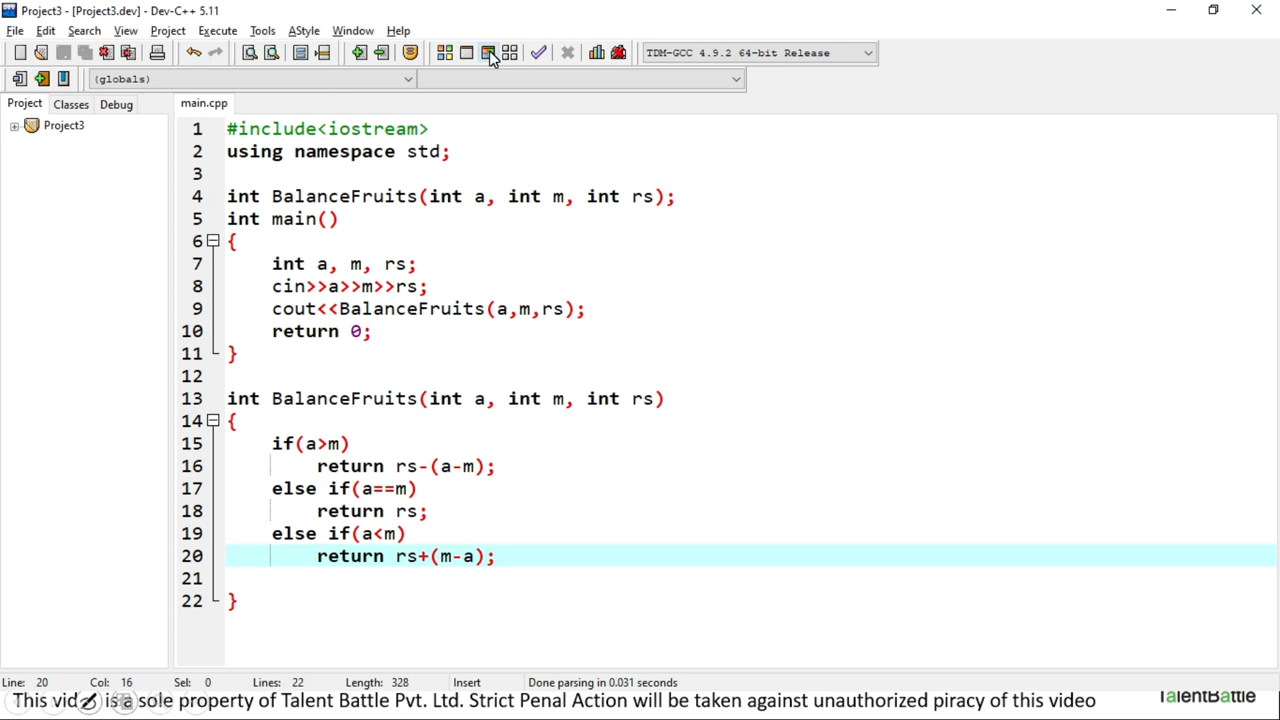 Project3 - [Project3.dev] - Dev-C++ 5.11
File Edit Search View Project Execute Tools AStyle Window Help
TDM-GCC 4.9.2 64-bit Release
(globals)
Project Classes Debug
main.cpp
Project3
1 #include<iostream>
2 using namespace std;
3
4 int BalanceFruits(int a, int m, int rs);
5 int main()
6 {
7 int a, m, rs;
8 cin>>a>>m>>rs;
9 cout<<BalanceFruits(a,m,rs);
10 return 0;
11 }
12
13 int BalanceFruits(int a, int m, int rs)
14 {
15 if(a>m)
16 return rs-(a-m);
17 else if(a==m)
18 return rs;
19 else if(a<m)
20 return rs+(m-a);
21
22 }
Line: 20 Col: 16 Sel: 0 Lines: 22 Length: 328 Insert Done parsing in 0.031 seconds
This is a sole property of Talent Battle Pvt. Ltd. Strict Penal Action will be taken against unauthorized piracy of this video
TalentBattle